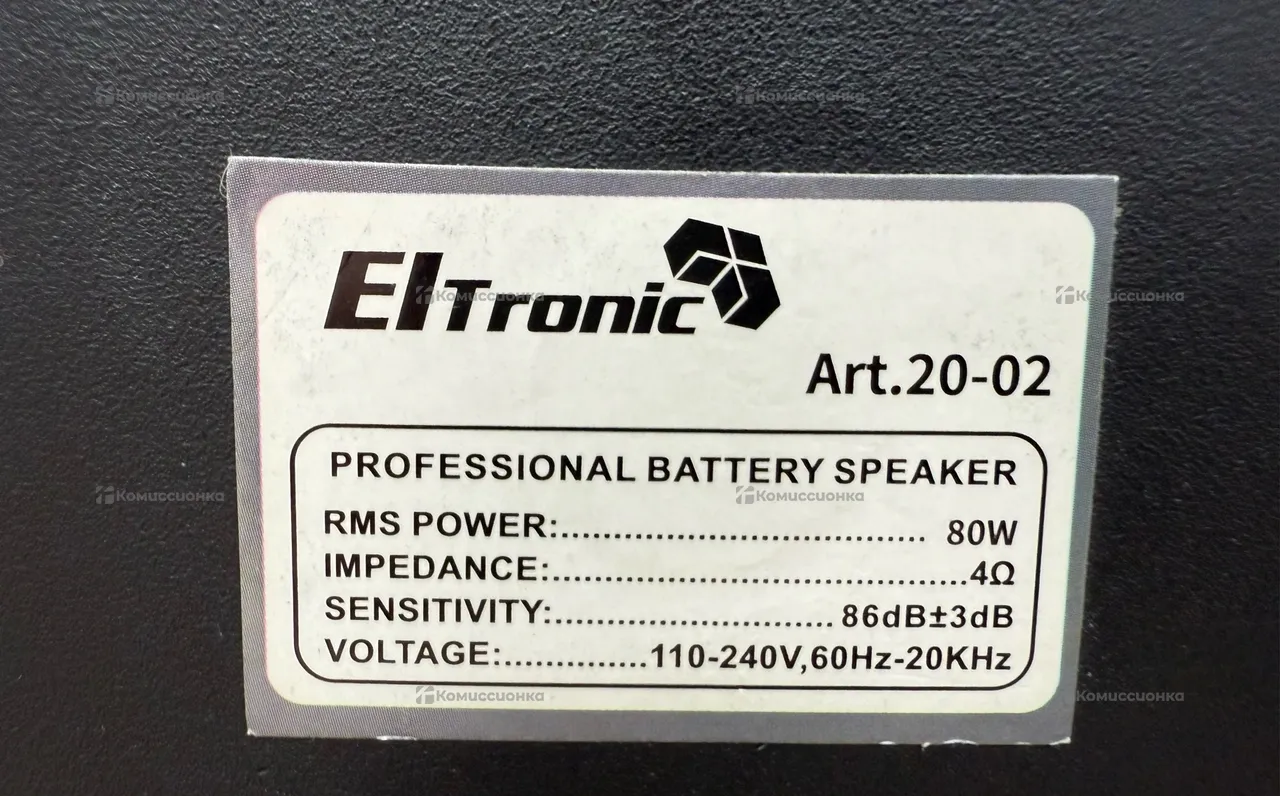 Комиссионка Комиссионка
ElTronic
Комиссионка Комиссионка
Art.20-02
PROFESSIONAL BATTERY SPEAKER
Комиссионка Комиссионка
RMS POWER:.................................... 80W
IMPEDANCE:........................................4Ω
SENSITIVITY:........................... 86dB±3dB
VOLTAGE:..............110-240V,60Hz-20KHz
Комиссионка Комиссионка